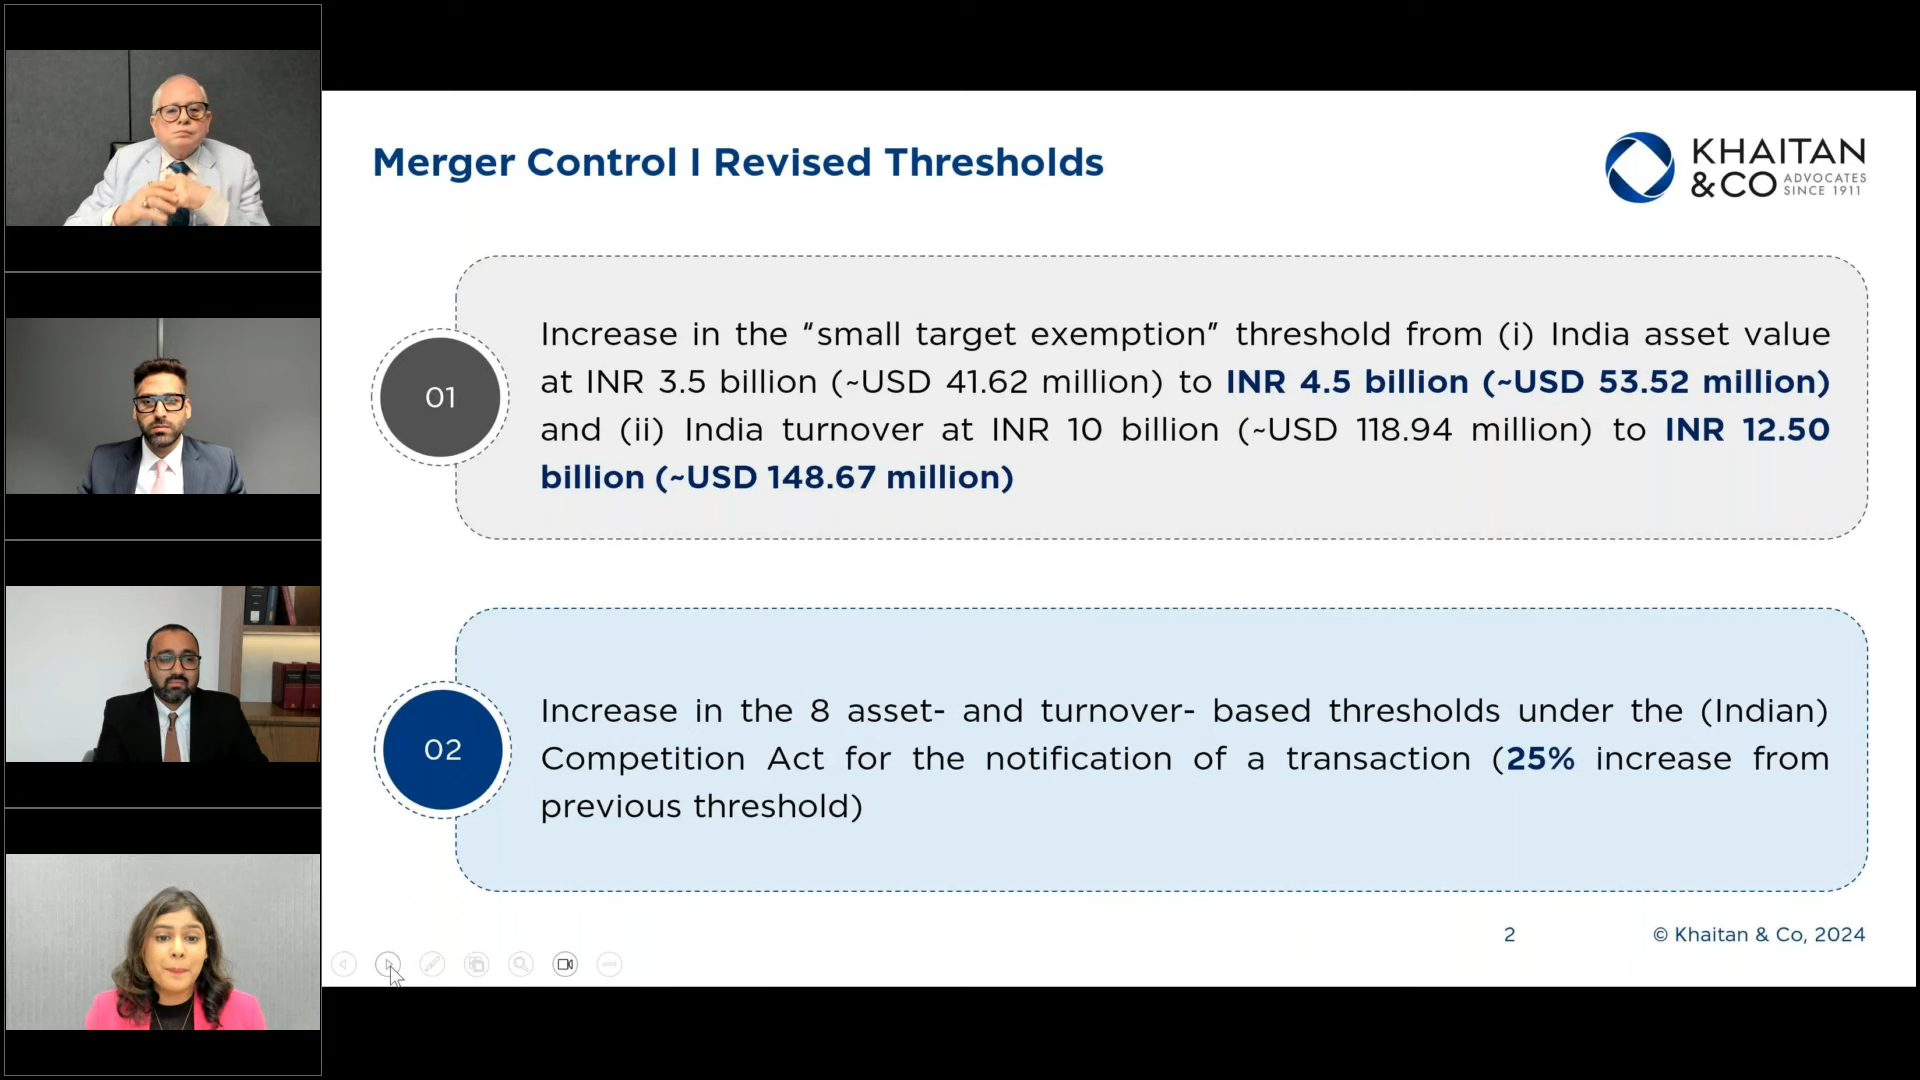 Merger Control I Revised Thresholds
KHAITAN
&CO ADVOCATES
SINCE 1911
01
Increase in the “small target exemption” threshold from (i) India asset value
at INR 3.5 billion (~USD 41.62 million) to INR 4.5 billion (~USD 53.52 million)
and (ii) India turnover at INR 10 billion (~USD 118.94 million) to INR 12.50
billion (~USD 148.67 million)
02
Increase in the 8 asset- and turnover- based thresholds under the (Indian)
Competition Act for the notification of a transaction (25% increase from
previous threshold)
2
© Khaitan & Co, 2024